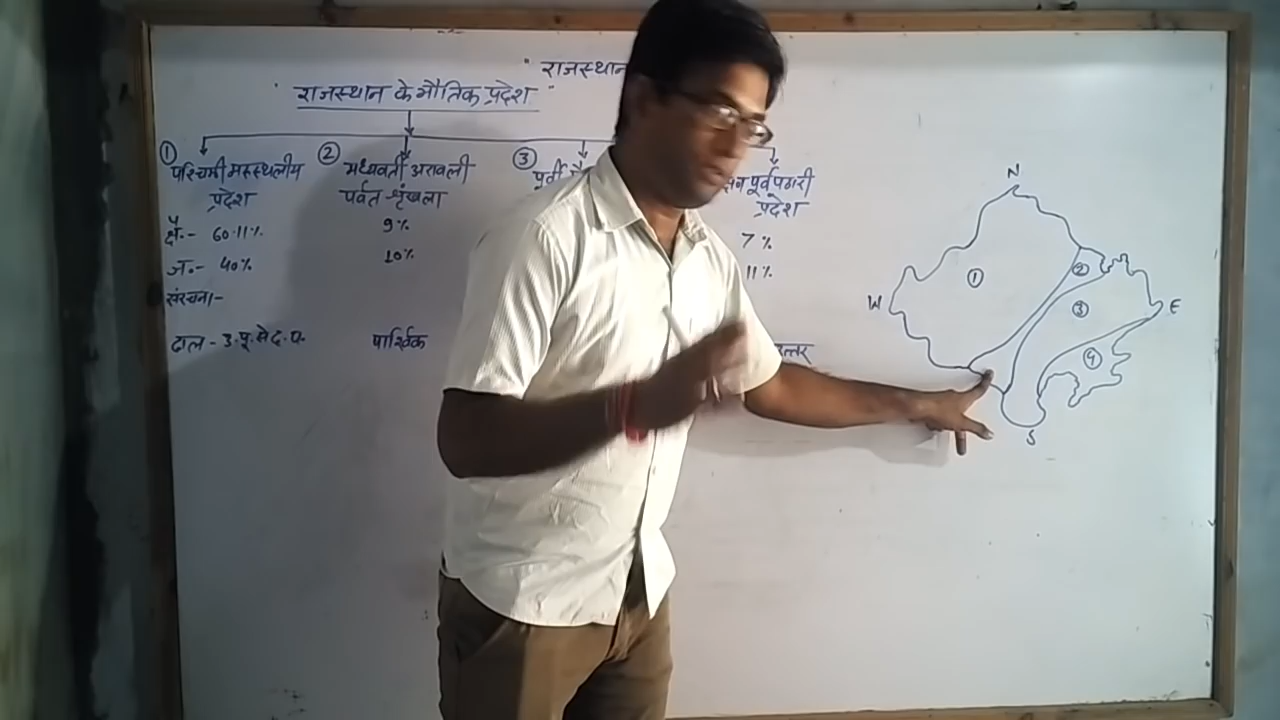 " राजस्थान
" राजस्थान के भौतिक प्रदेश "
① पश्चिमी मरुस्थलीय
प्रदेश
क्षै.- 60.11%
ज.- 40%
संरचना-
ढाल - उ.पू. से द.प.
② मध्यवर्ती अरावली
पर्वत श्रृंखला
9%
10%
पार्श्विक
③ पूर्वी मै
पूर्व पठारी
प्रदेश
7%
11%
N
W
E
S
①
②
③
4